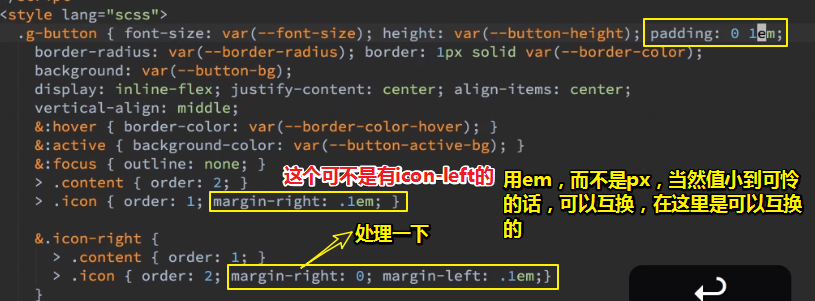 <style lang="scss">
.g-button { font-size: var(--font-size); height: var(--button-height); padding: 0 1em;
border-radius: var(--border-radius); border: 1px solid var(--border-color);
background: var(--button-bg);
display: inline-flex; justify-content: center; align-items: center;
vertical-align: middle;
&:hover { border-color: var(--border-color-hover); }
&:active { background-color: var(--button-active-bg); }
&:focus { outline: none; }
> .content { order: 2; }
这个可不是有icon-left的
> .icon { order: 1; margin-right: .1em; }
用em，而不是px，当然值小到可怜
的话，可以互换，在这里是可以互换
的
处理一下
&.icon-right {
> .content { order: 1; }
> .icon { order: 2; margin-right: 0; margin-left: .1em;}
}